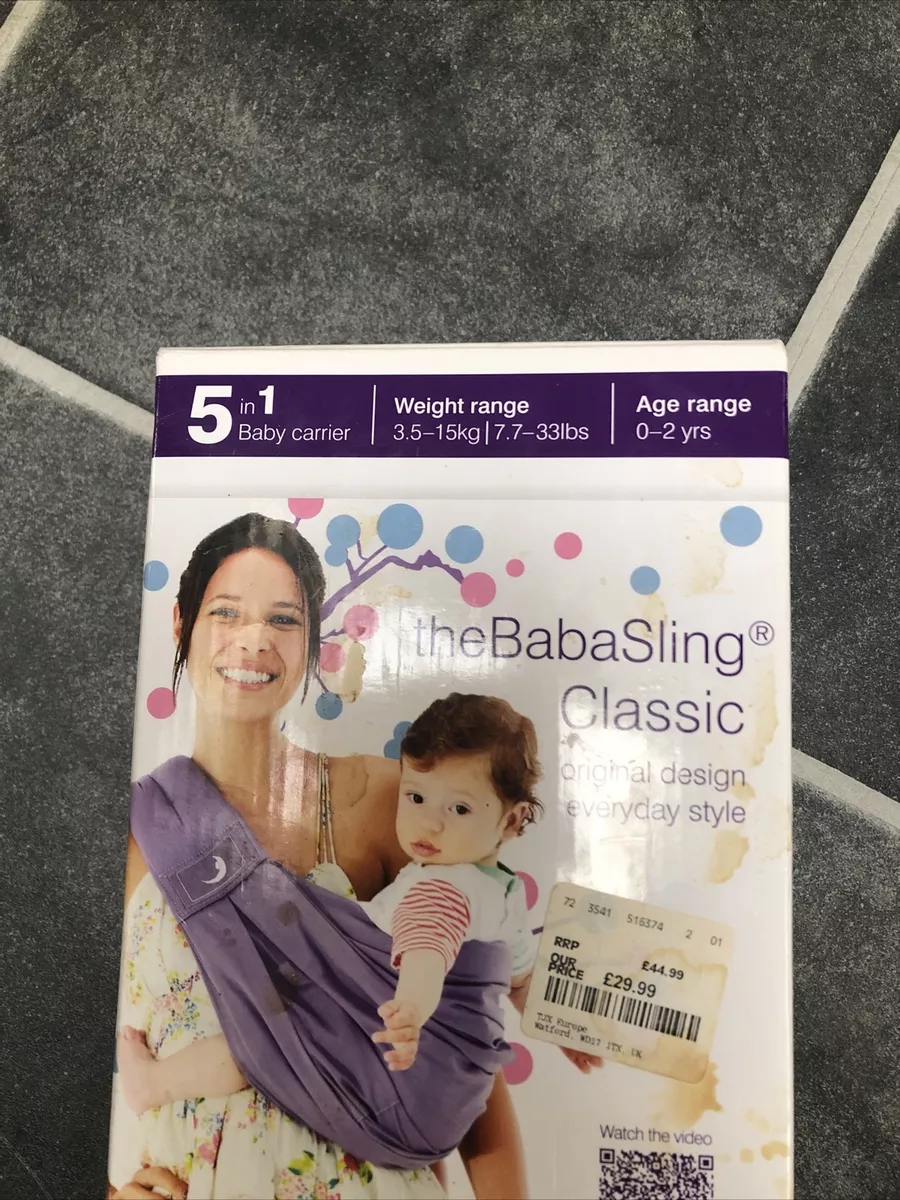 5 in 1
Baby carrier
Weight range
3.5–15kg | 7.7–33lbs
Age range
0–2 yrs
theBabaSling®
Classic
original design
everyday style
72 3541 516374 2 01
RRP £44.99
OUR PRICE £29.99
TJX Europe
Watford, WD17 1TX, UK
Watch the video